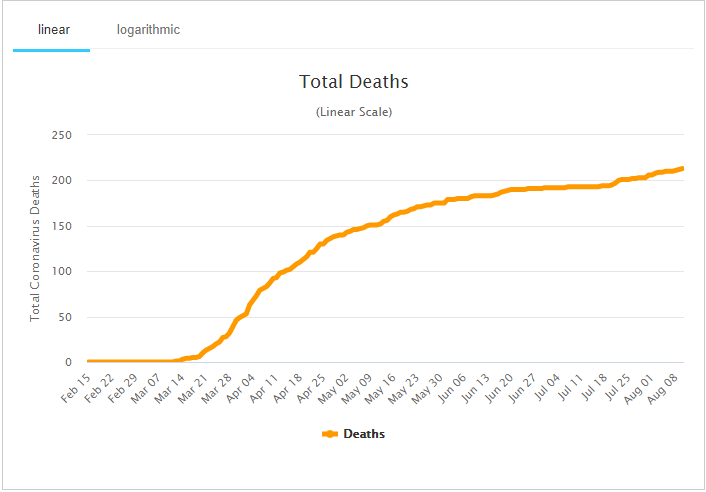 linear logarithmic
Total Deaths
(Linear Scale)
Total Coronavirus Deaths
250
200
150
100
50
0
Feb 15 Feb 22 Feb 29 Mar 07 Mar 14 Mar 21 Mar 28 Apr 04 Apr 11 Apr 18 Apr 25 May 02 May 09 May 16 May 23 May 30 Jun 06 Jun 13 Jun 20 Jun 27 Jul 04 Jul 11 Jul 18 Jul 25 Aug 01 Aug 08
Deaths